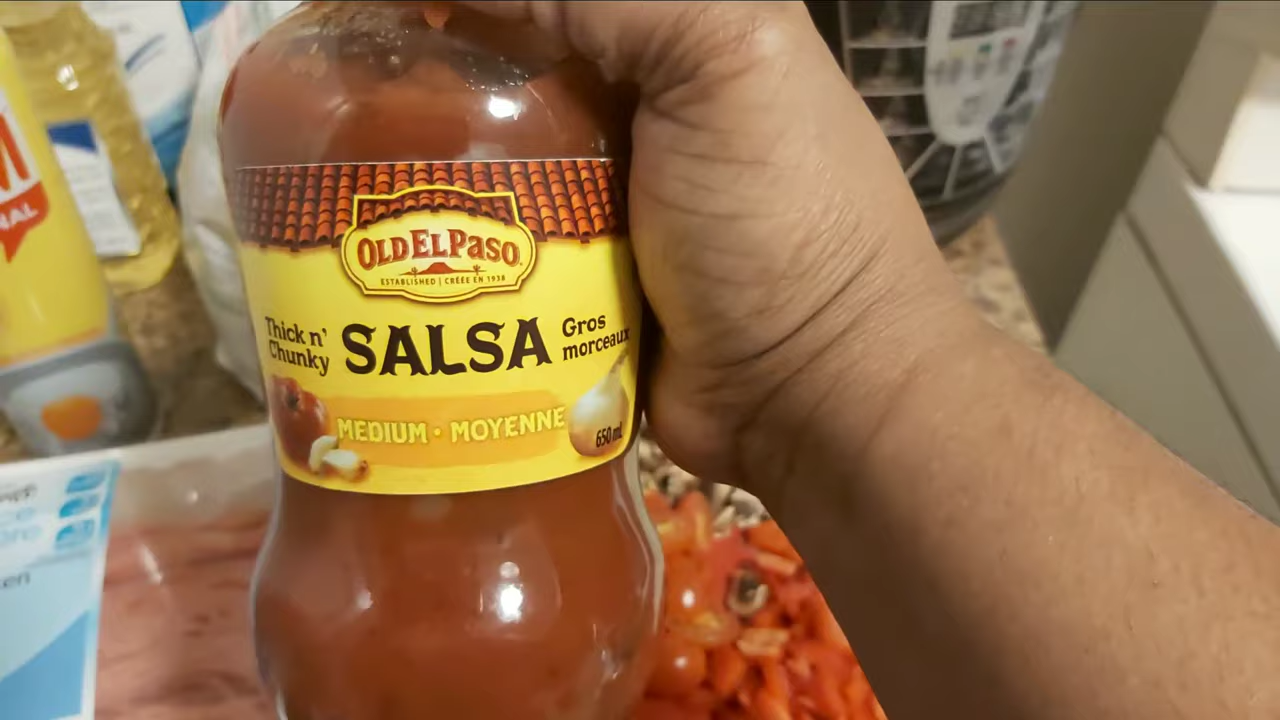 OLD EL PASO
ESTABLISHED | CRÉÉE EN 1938
Thick n'
Chunky
SALSA
Gros
morceaux
MEDIUM • MOYENNE
650 mL